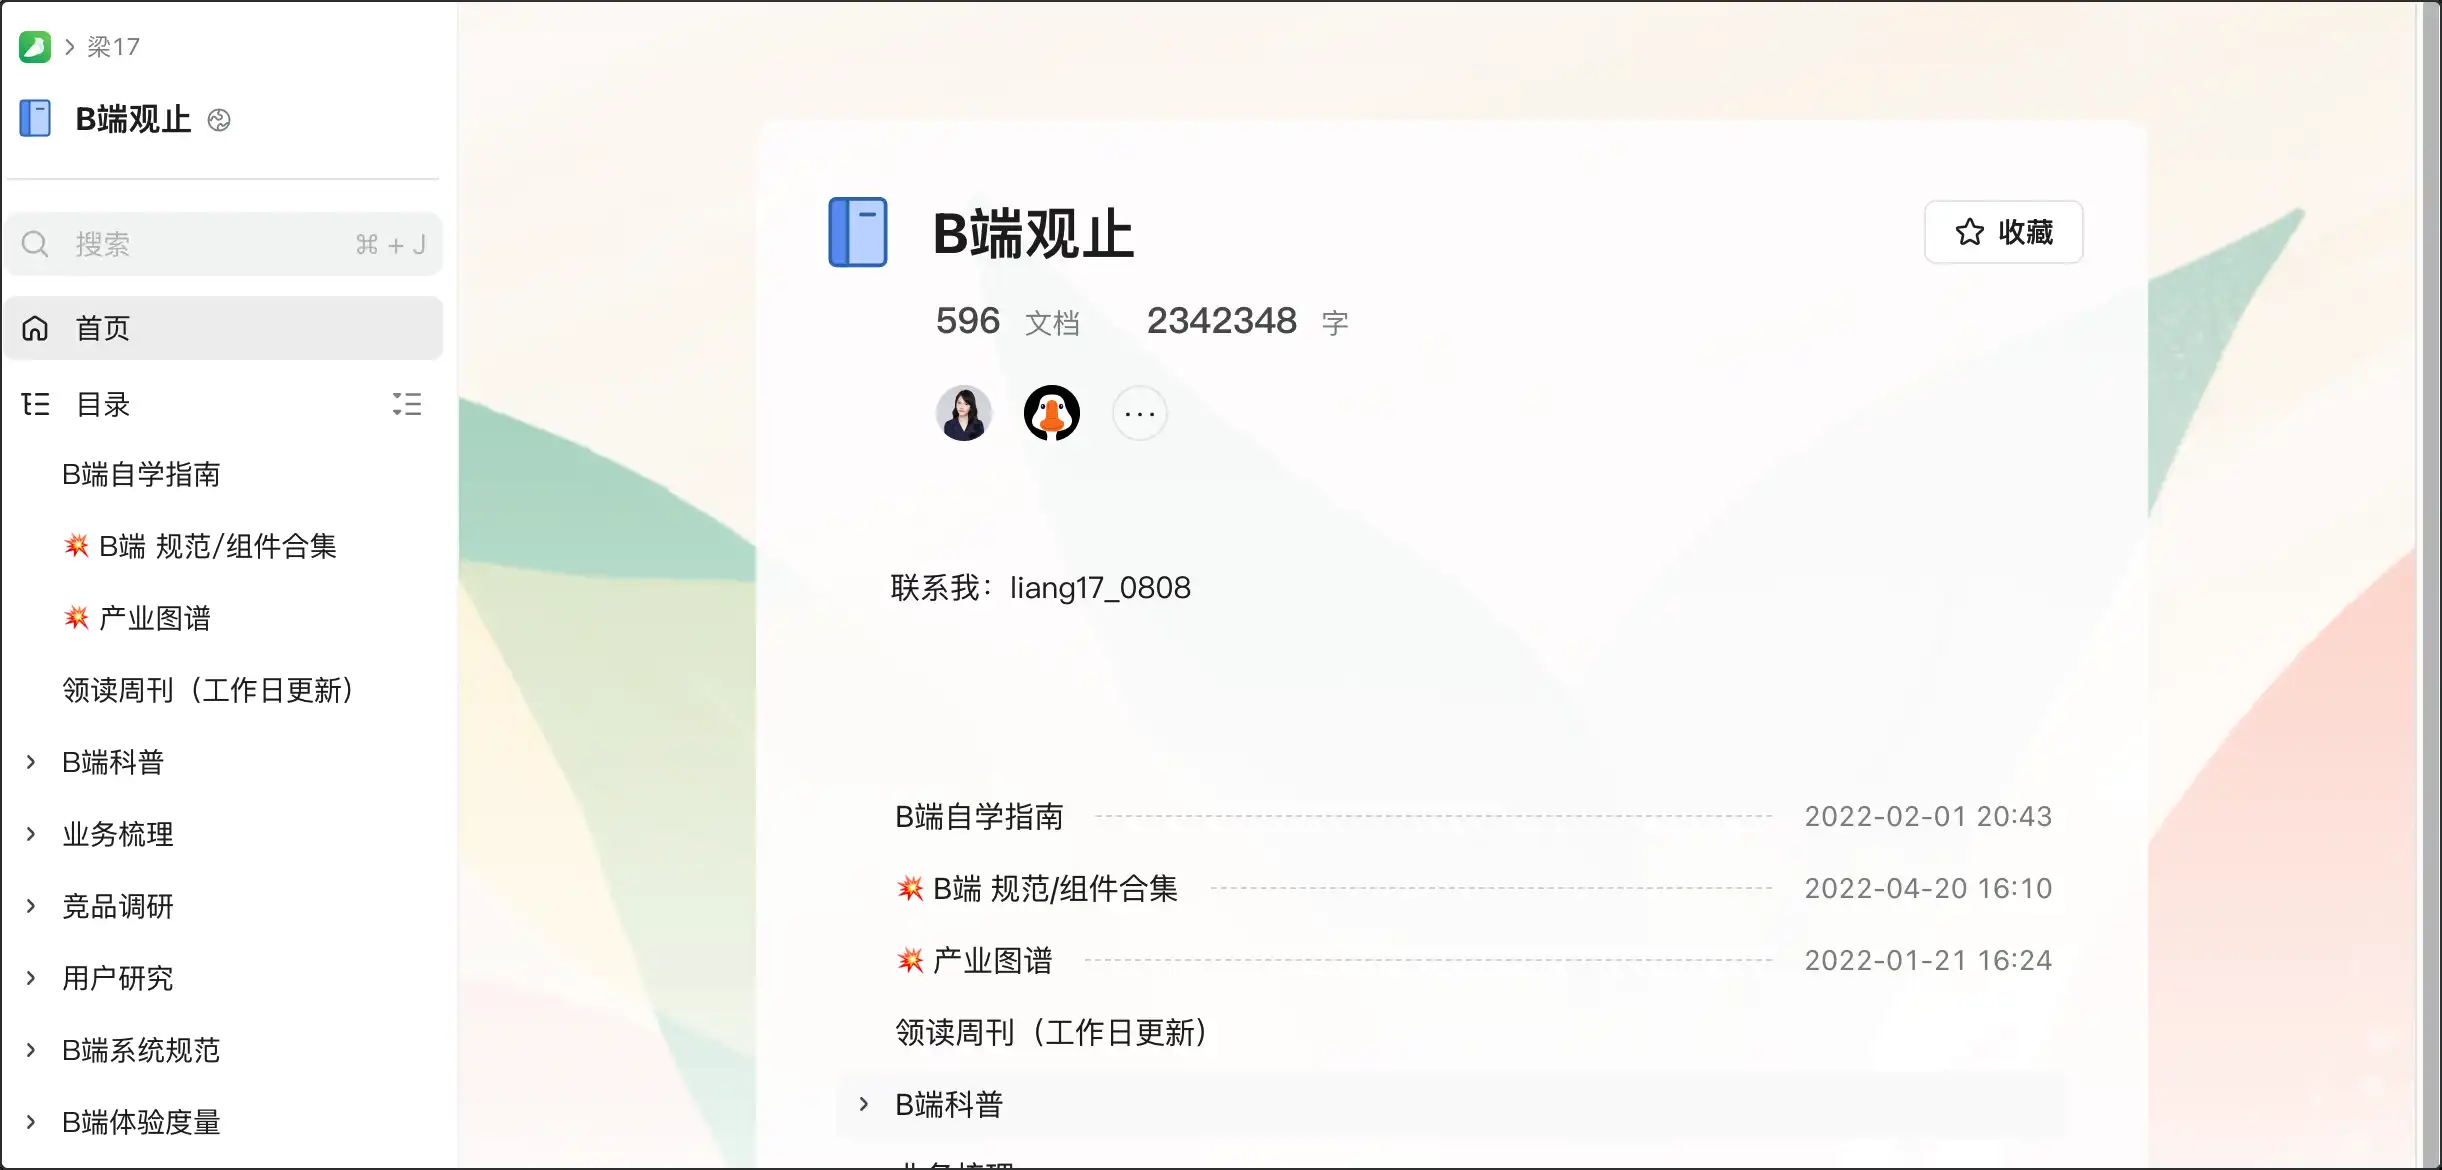 梁17
B端观止
搜索 ⌘ + J
首页
目录
B端自学指南
💥 B端 规范/组件合集
💥 产业图谱
领读周刊（工作日更新）
B端科普
业务梳理
竞品调研
用户研究
B端系统规范
B端体验度量
B端观止
收藏
596 文档 2342348 字
联系我：liang17_0808
B端自学指南 2022-02-01 20:43
💥 B端 规范/组件合集 2022-04-20 16:10
💥 产业图谱 2022-01-21 16:24
领读周刊（工作日更新）
B端科普